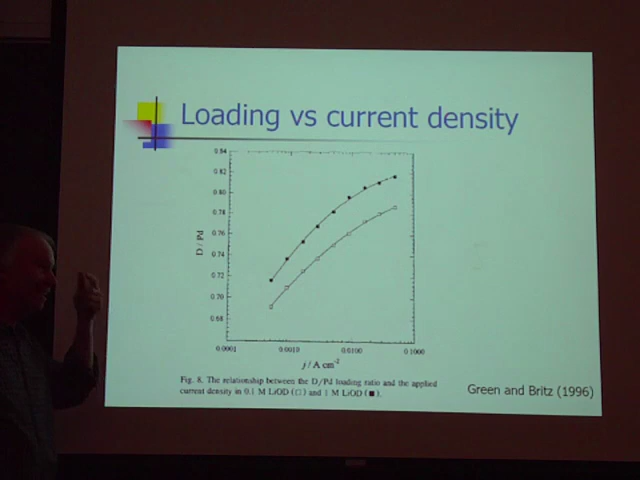 Loading vs current density
0.84
0.82
0.80
0.78
0.76
0.74
0.72
0.70
0.68
D / Pd
0.0001 0.0010 0.0100 0.1000
j / A cm⁻²
Fig. 8. The relationship between the D/Pd loading ratio and the applied
current density in 0.1 M LiOD (□) and 1 M LiOD (■).
Green and Britz (1996)